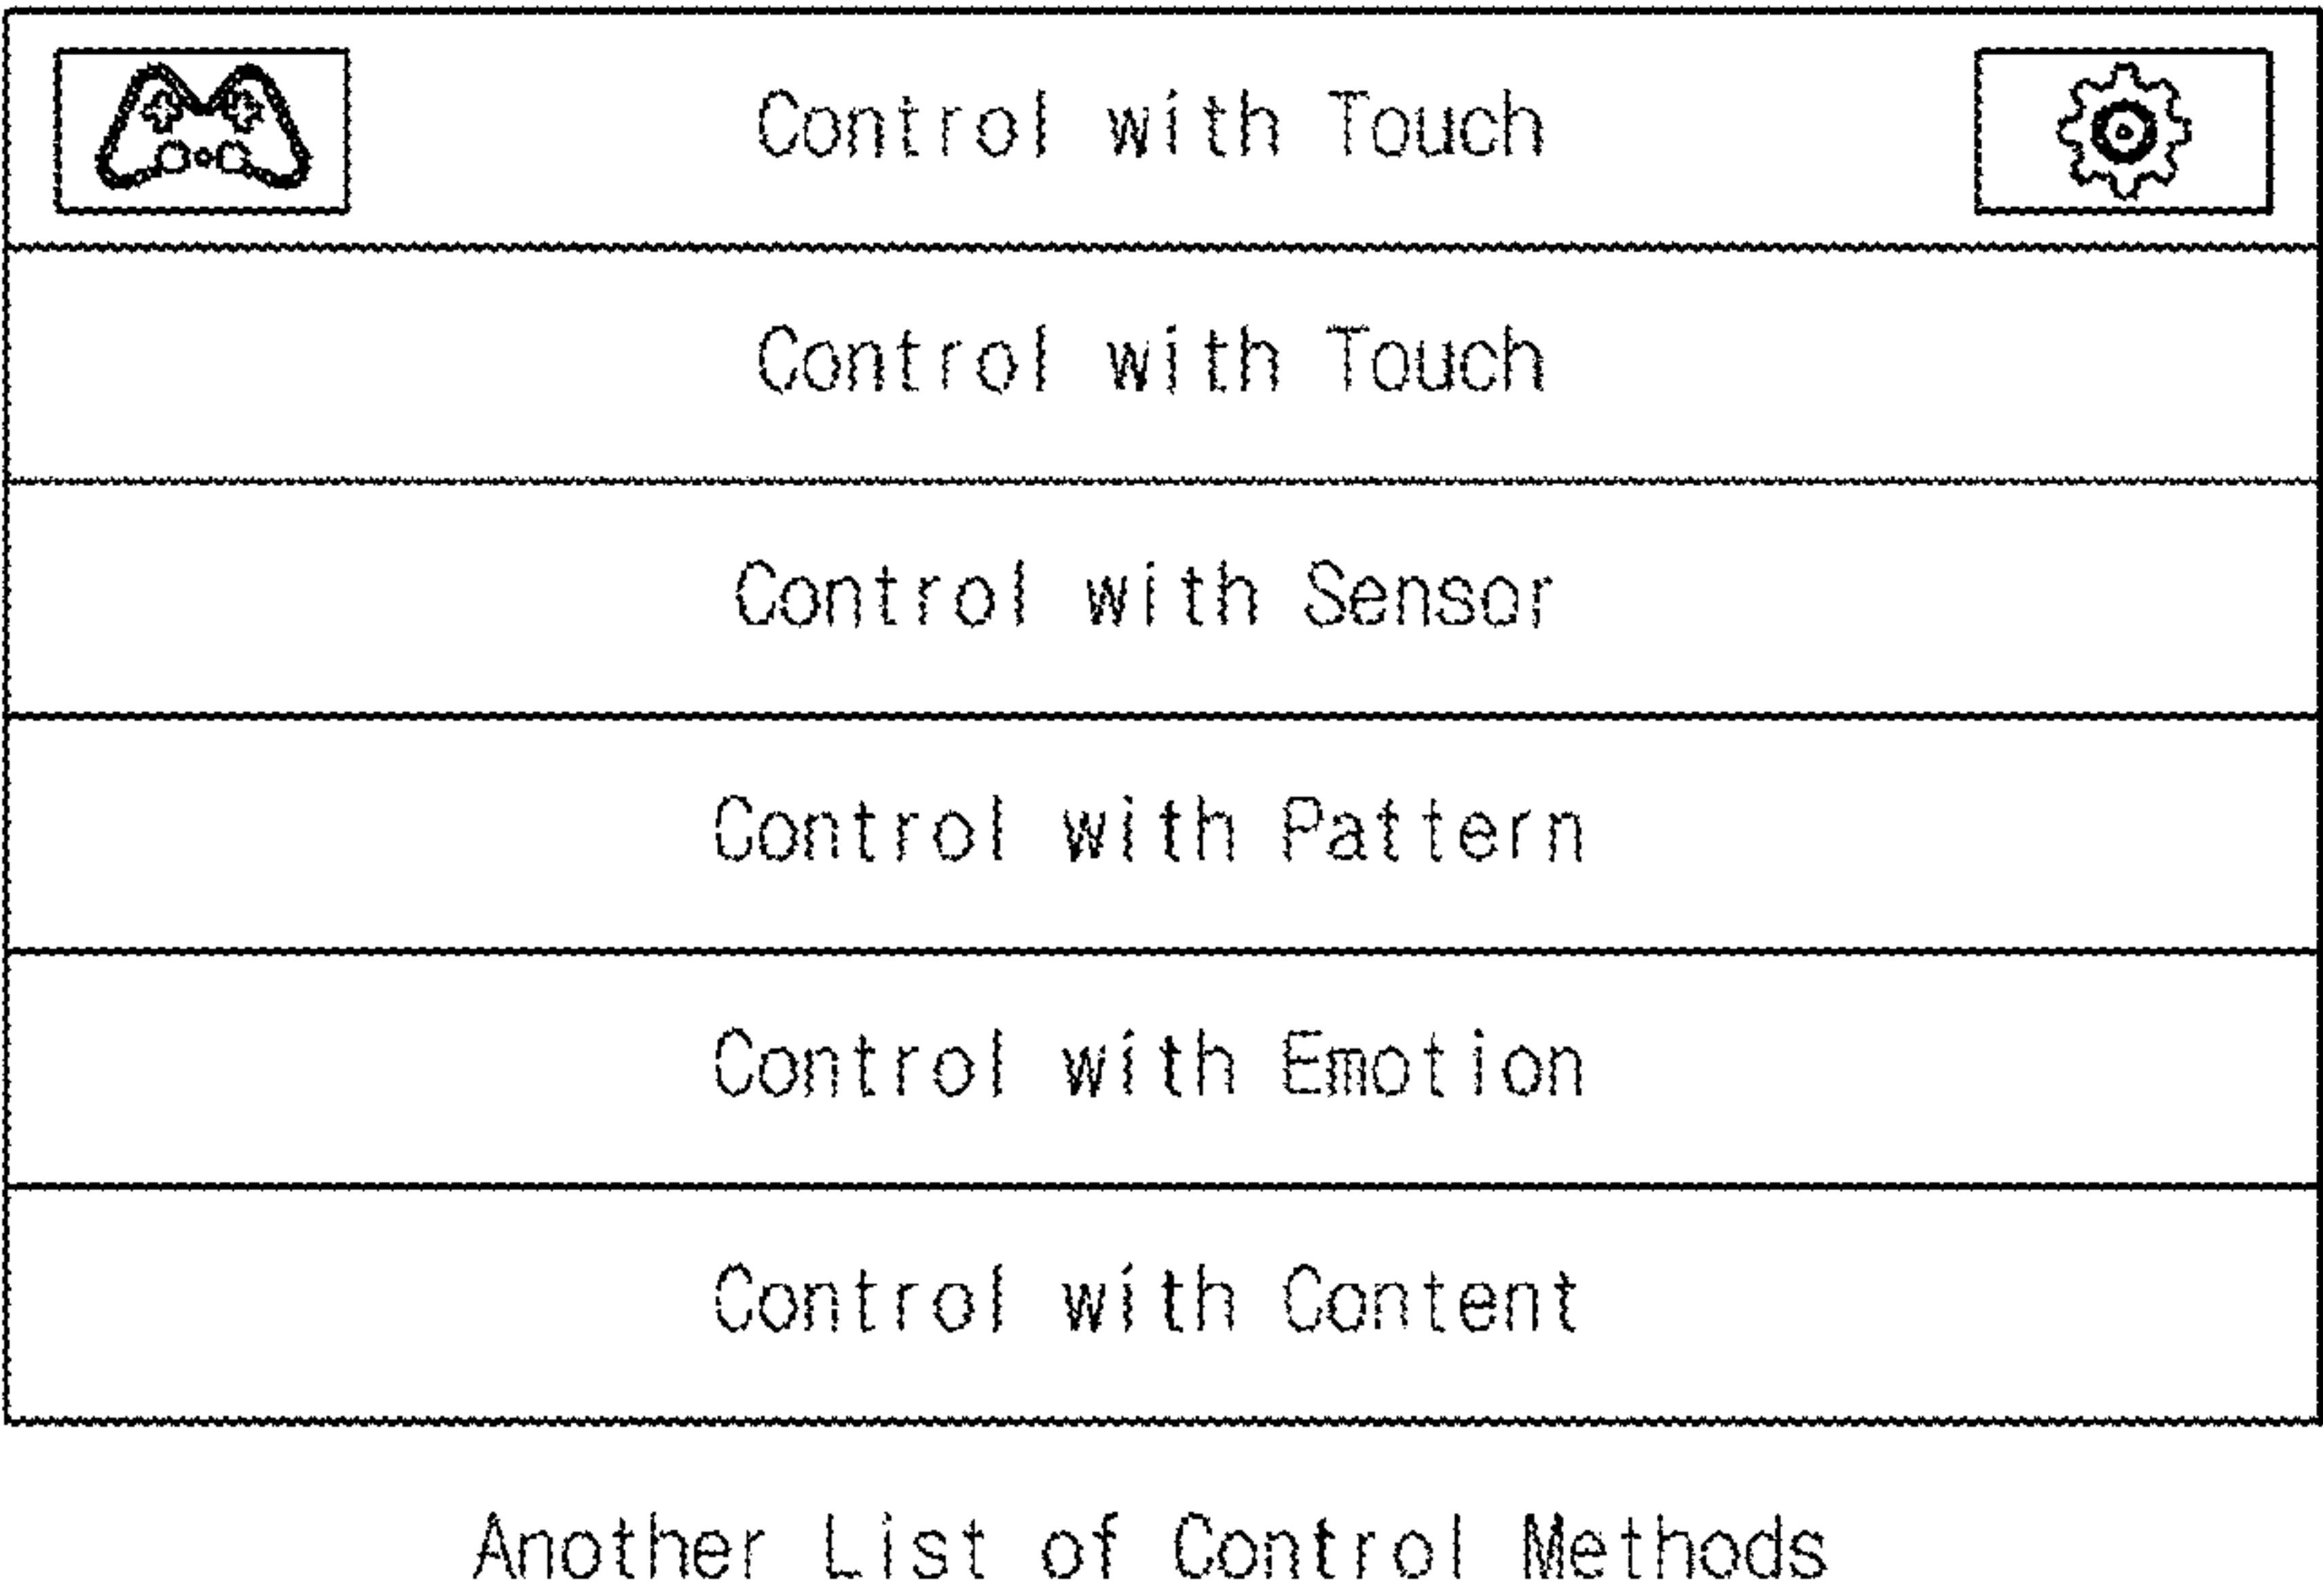 Control with Touch
Control with Touch
Control with Sensor
Control with Pattern
Control with Emotion
Control with Content
Another List of Control Methods